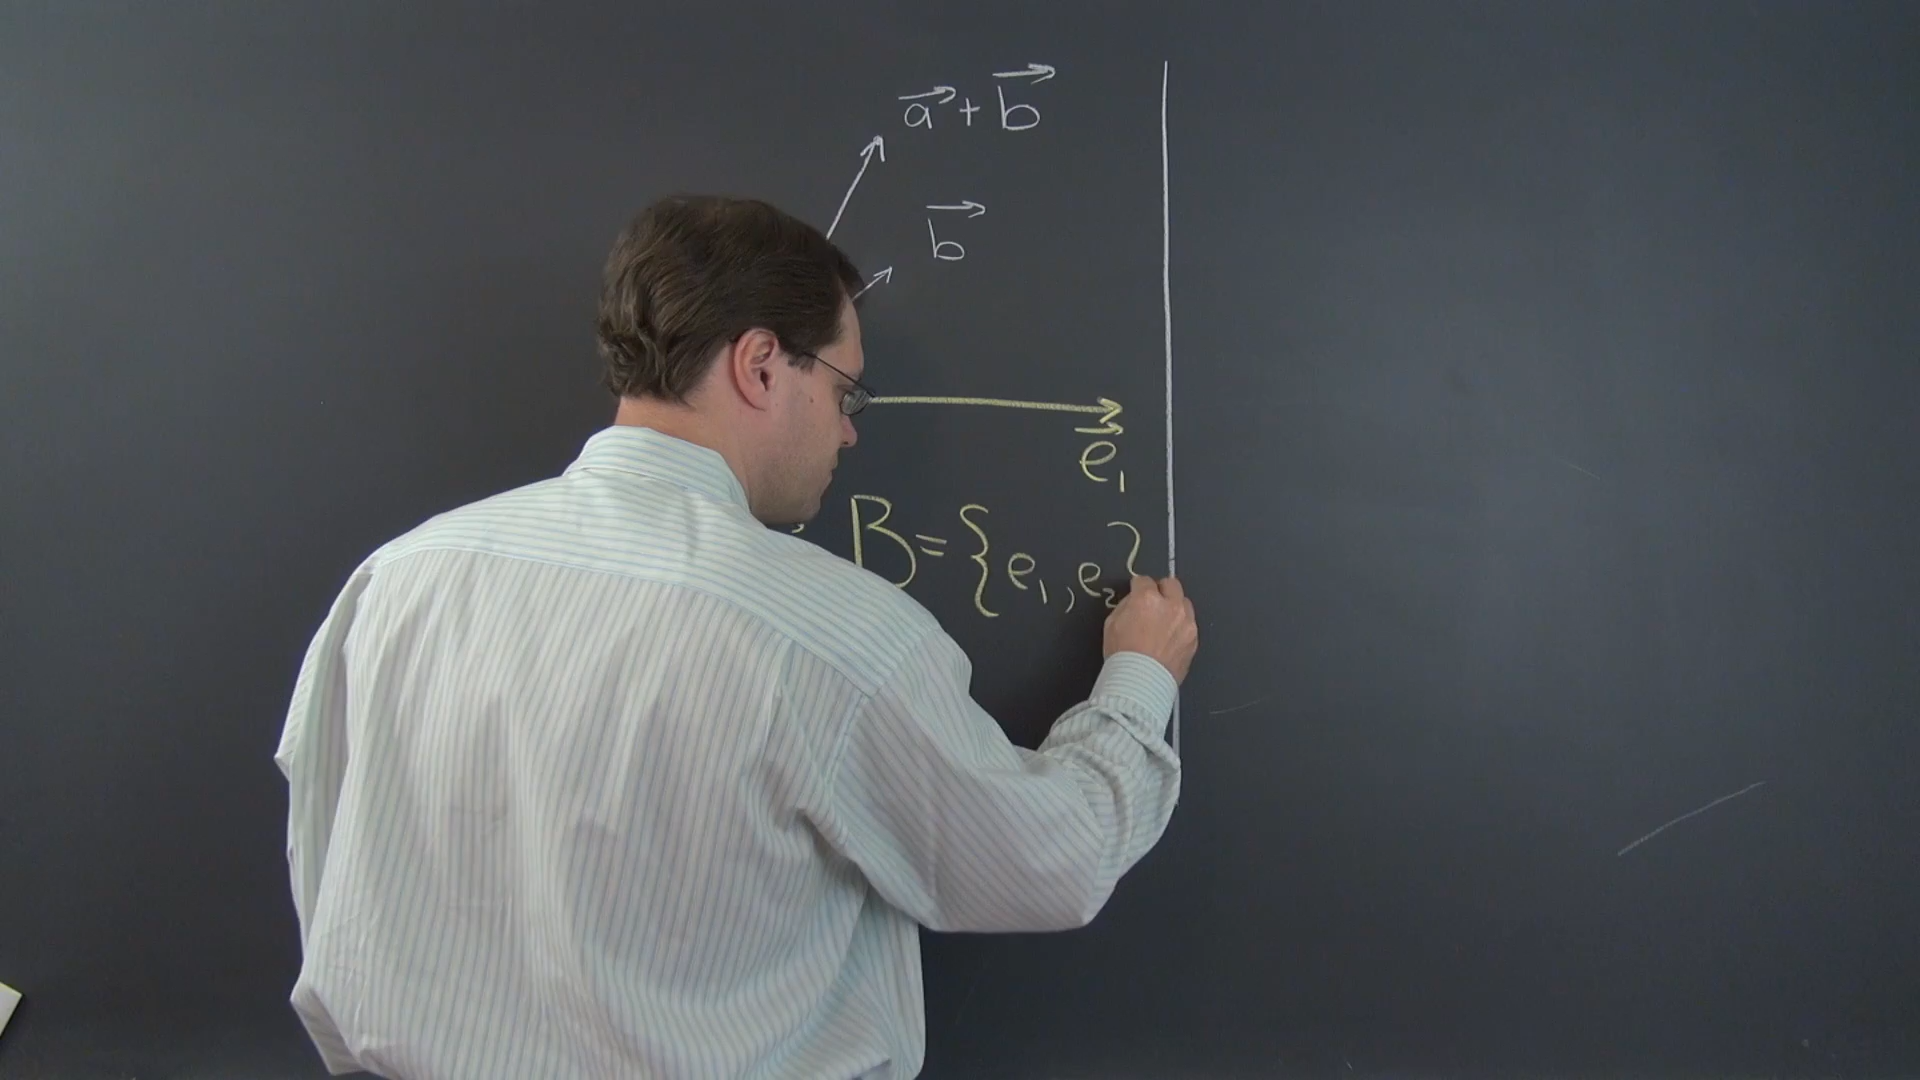 a⃗ + b⃗
b⃗
e⃗₁
B = {e₁, e₂}